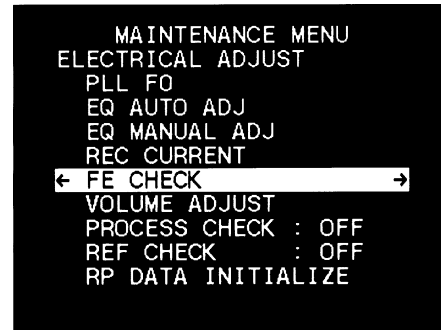 MAINTENANCE MENU
ELECTRICAL ADJUST
PLL FO
EQ AUTO ADJ
EQ MANUAL ADJ
REC CURRENT
← FE CHECK →
VOLUME ADJUST
PROCESS CHECK : OFF
REF CHECK : OFF
RP DATA INITIALIZE